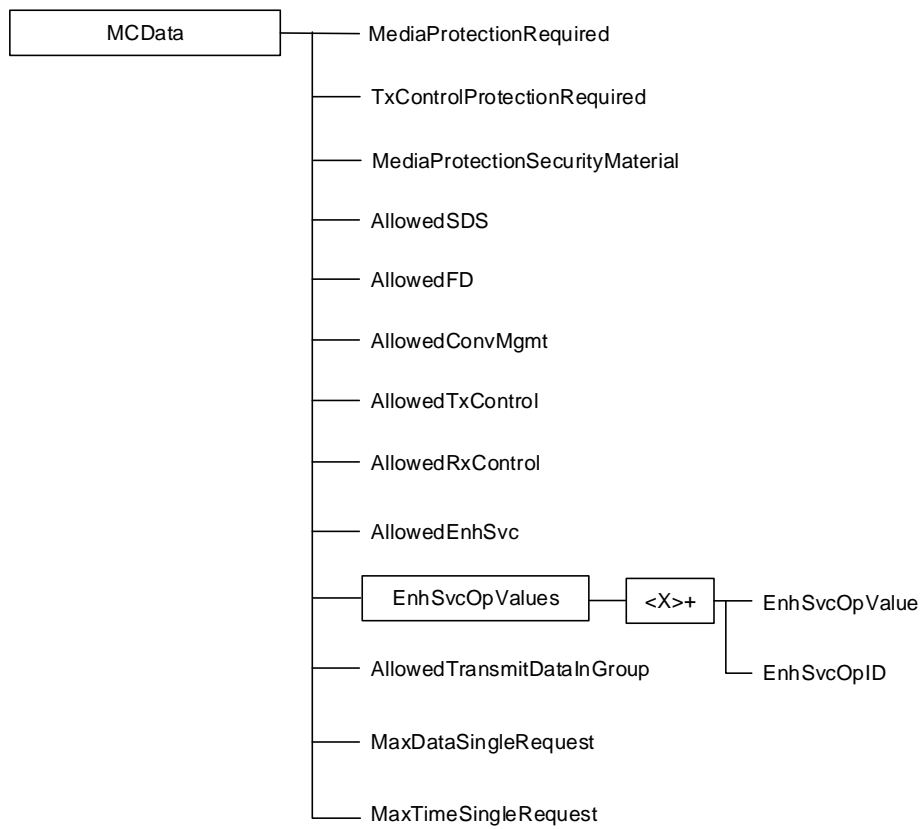 MCData
MediaProtectionRequired
TxControlProtectionRequired
MediaProtectionSecurityMaterial
AllowedSDS
AllowedFD
AllowedConvMgmt
AllowedTxControl
AllowedRxControl
AllowedEnhSvc
EnhSvcOpValues
<X>+
EnhSvcOpValue
EnhSvcOpID
AllowedTransmitDataInGroup
MaxDataSingleRequest
MaxTimeSingleRequest